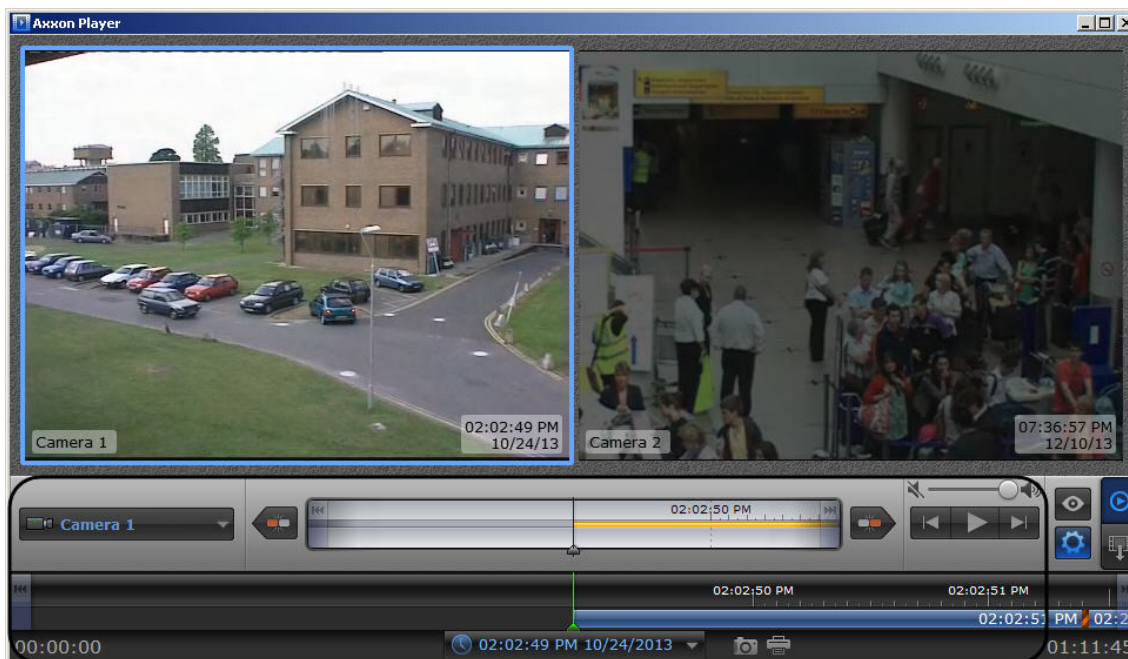 Axxon Player
02:02:49 PM
10/24/13
Camera 1
07:36:57 PM
12/10/13
Camera 2
Camera 1
02:02:50 PM
02:02:50 PM
02:02:51 PM
02:02:51 PM
02:2
00:00:00
02:02:49 PM 10/24/2013
01:11:45